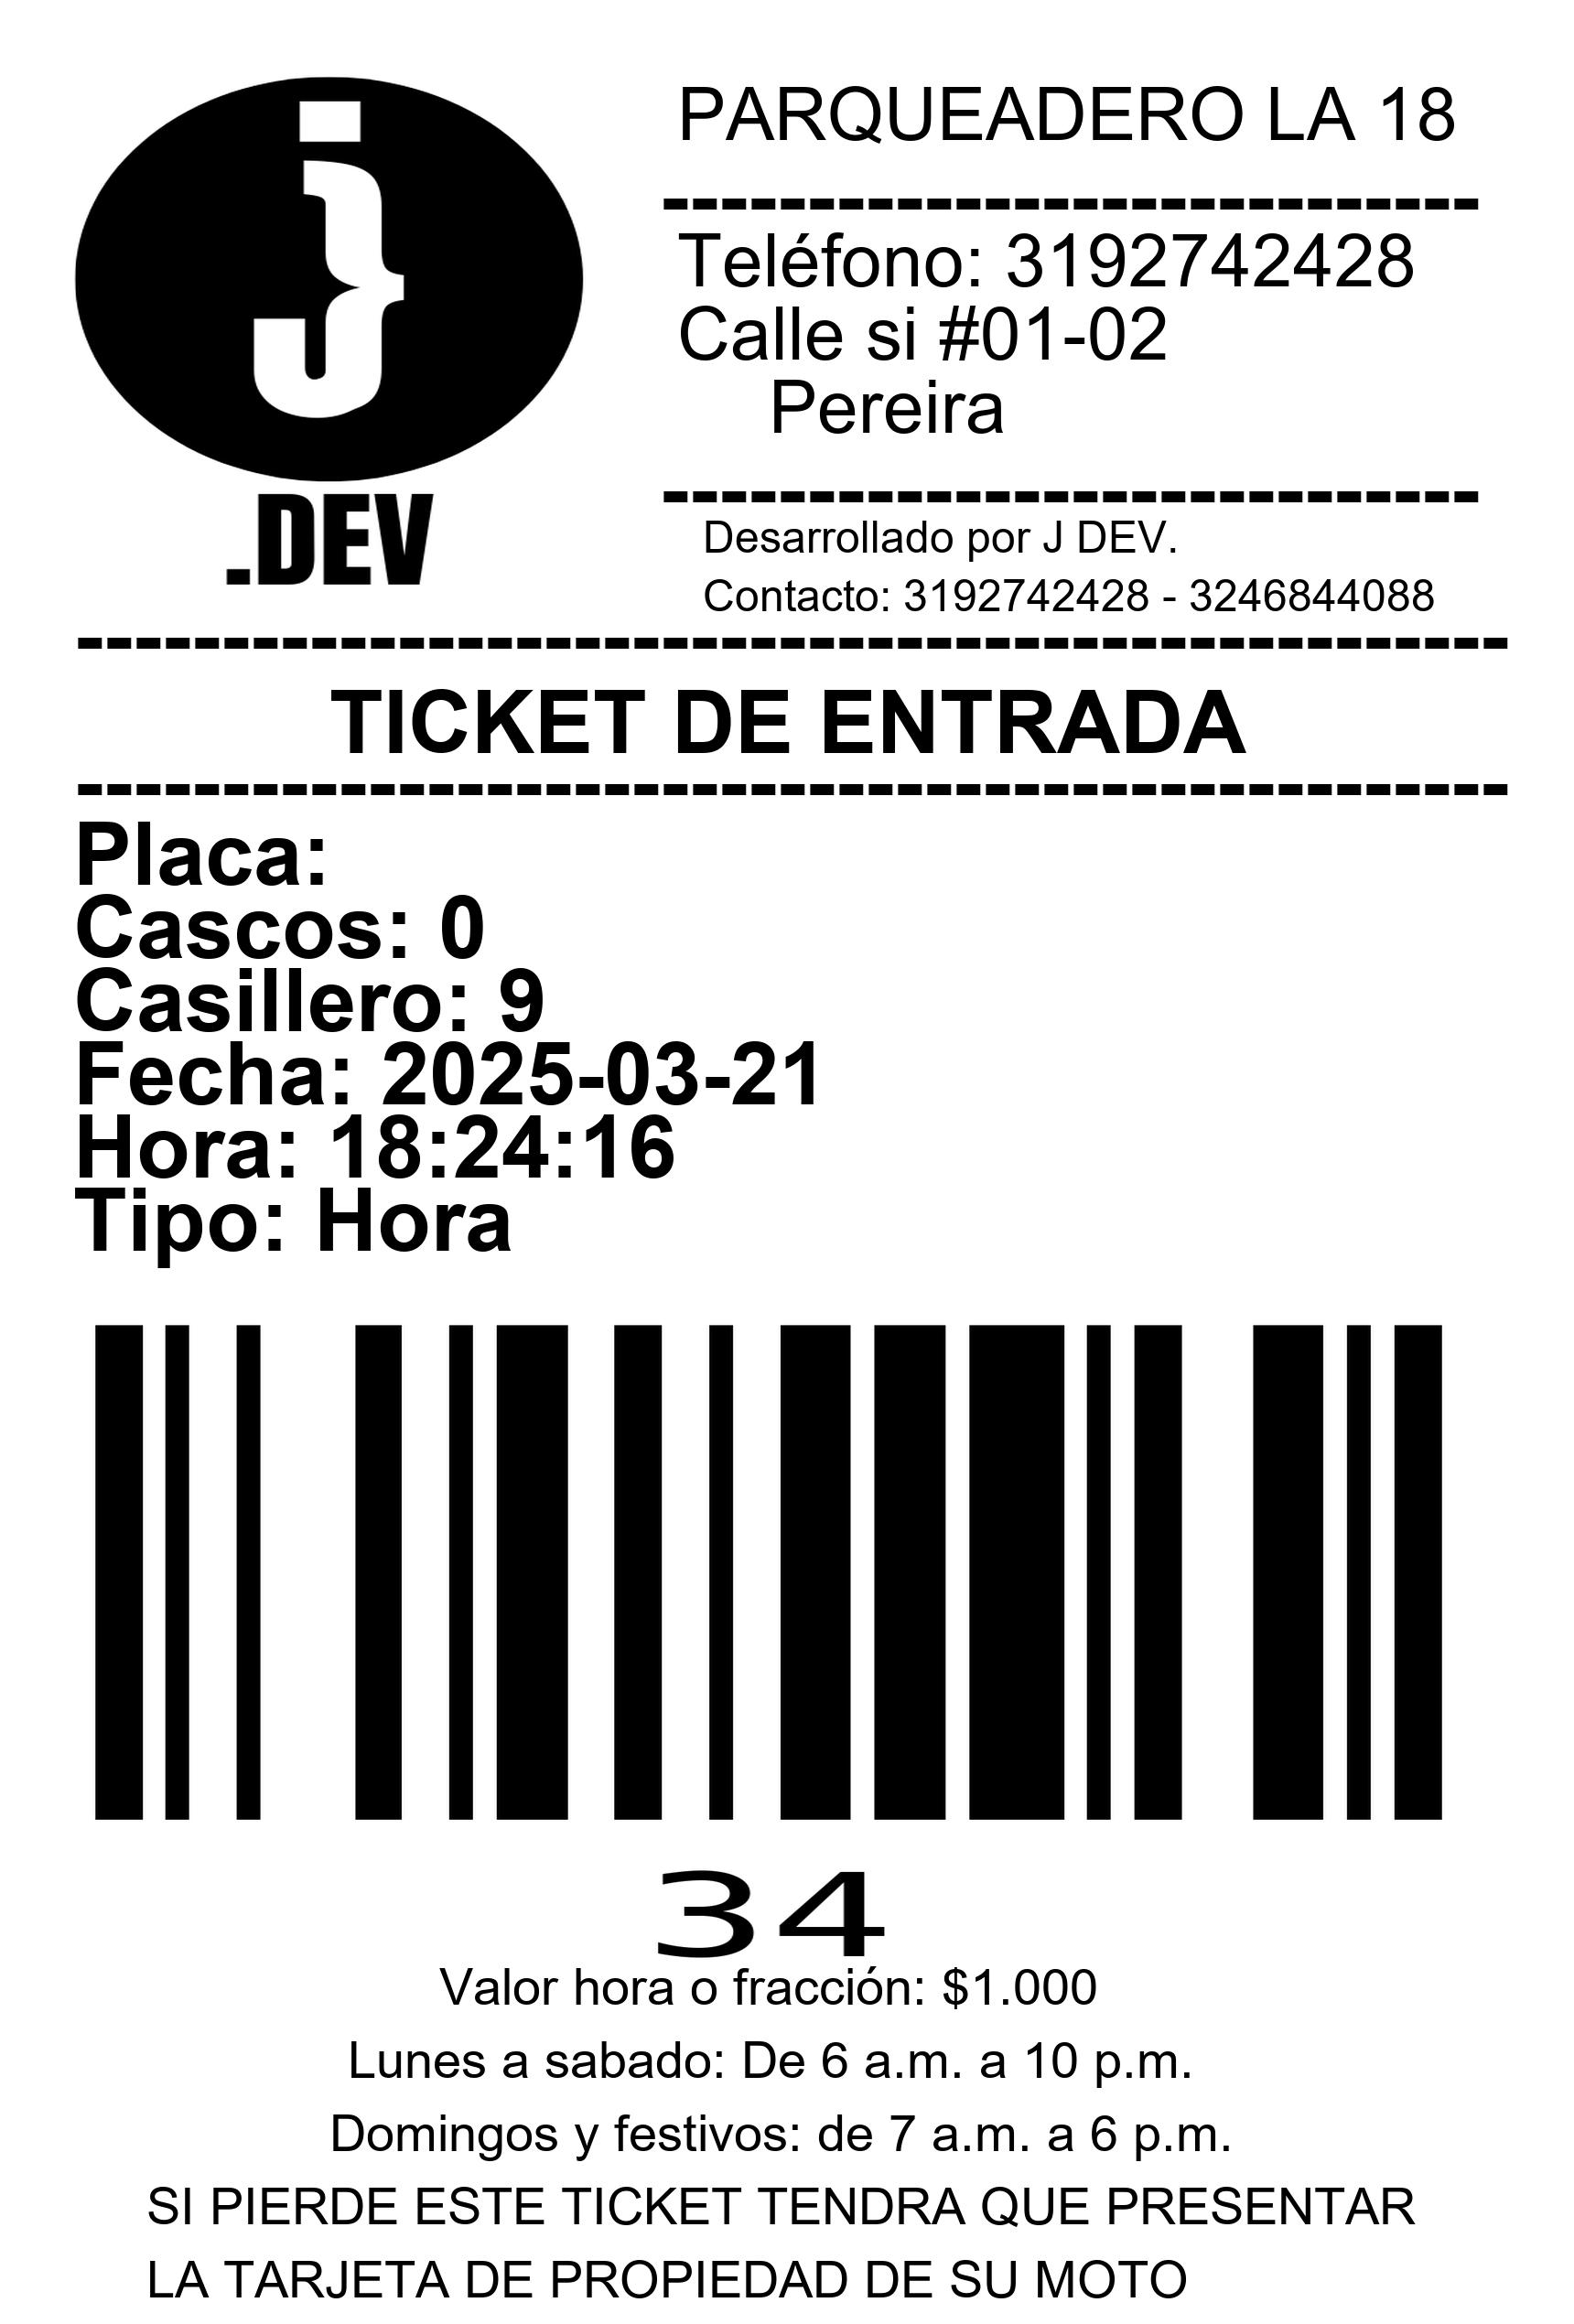 j
.DEV
PARQUEADERO LA 18
----------------------------
Teléfono: 3192742428
Calle si #01-02
Pereira
----------------------------
Desarrollado por J DEV.
Contacto: 3192742428 - 3246844088
-------------------------------------------------
TICKET DE ENTRADA
-------------------------------------------------
Placa:
Cascos: 0
Casillero: 9
Fecha: 2025-03-21
Hora: 18:24:16
Tipo: Hora
34
Valor hora o fracción: $1.000
Lunes a sabado: De 6 a.m. a 10 p.m.
Domingos y festivos: de 7 a.m. a 6 p.m.
SI PIERDE ESTE TICKET TENDRA QUE PRESENTAR
LA TARJETA DE PROPIEDAD DE SU MOTO